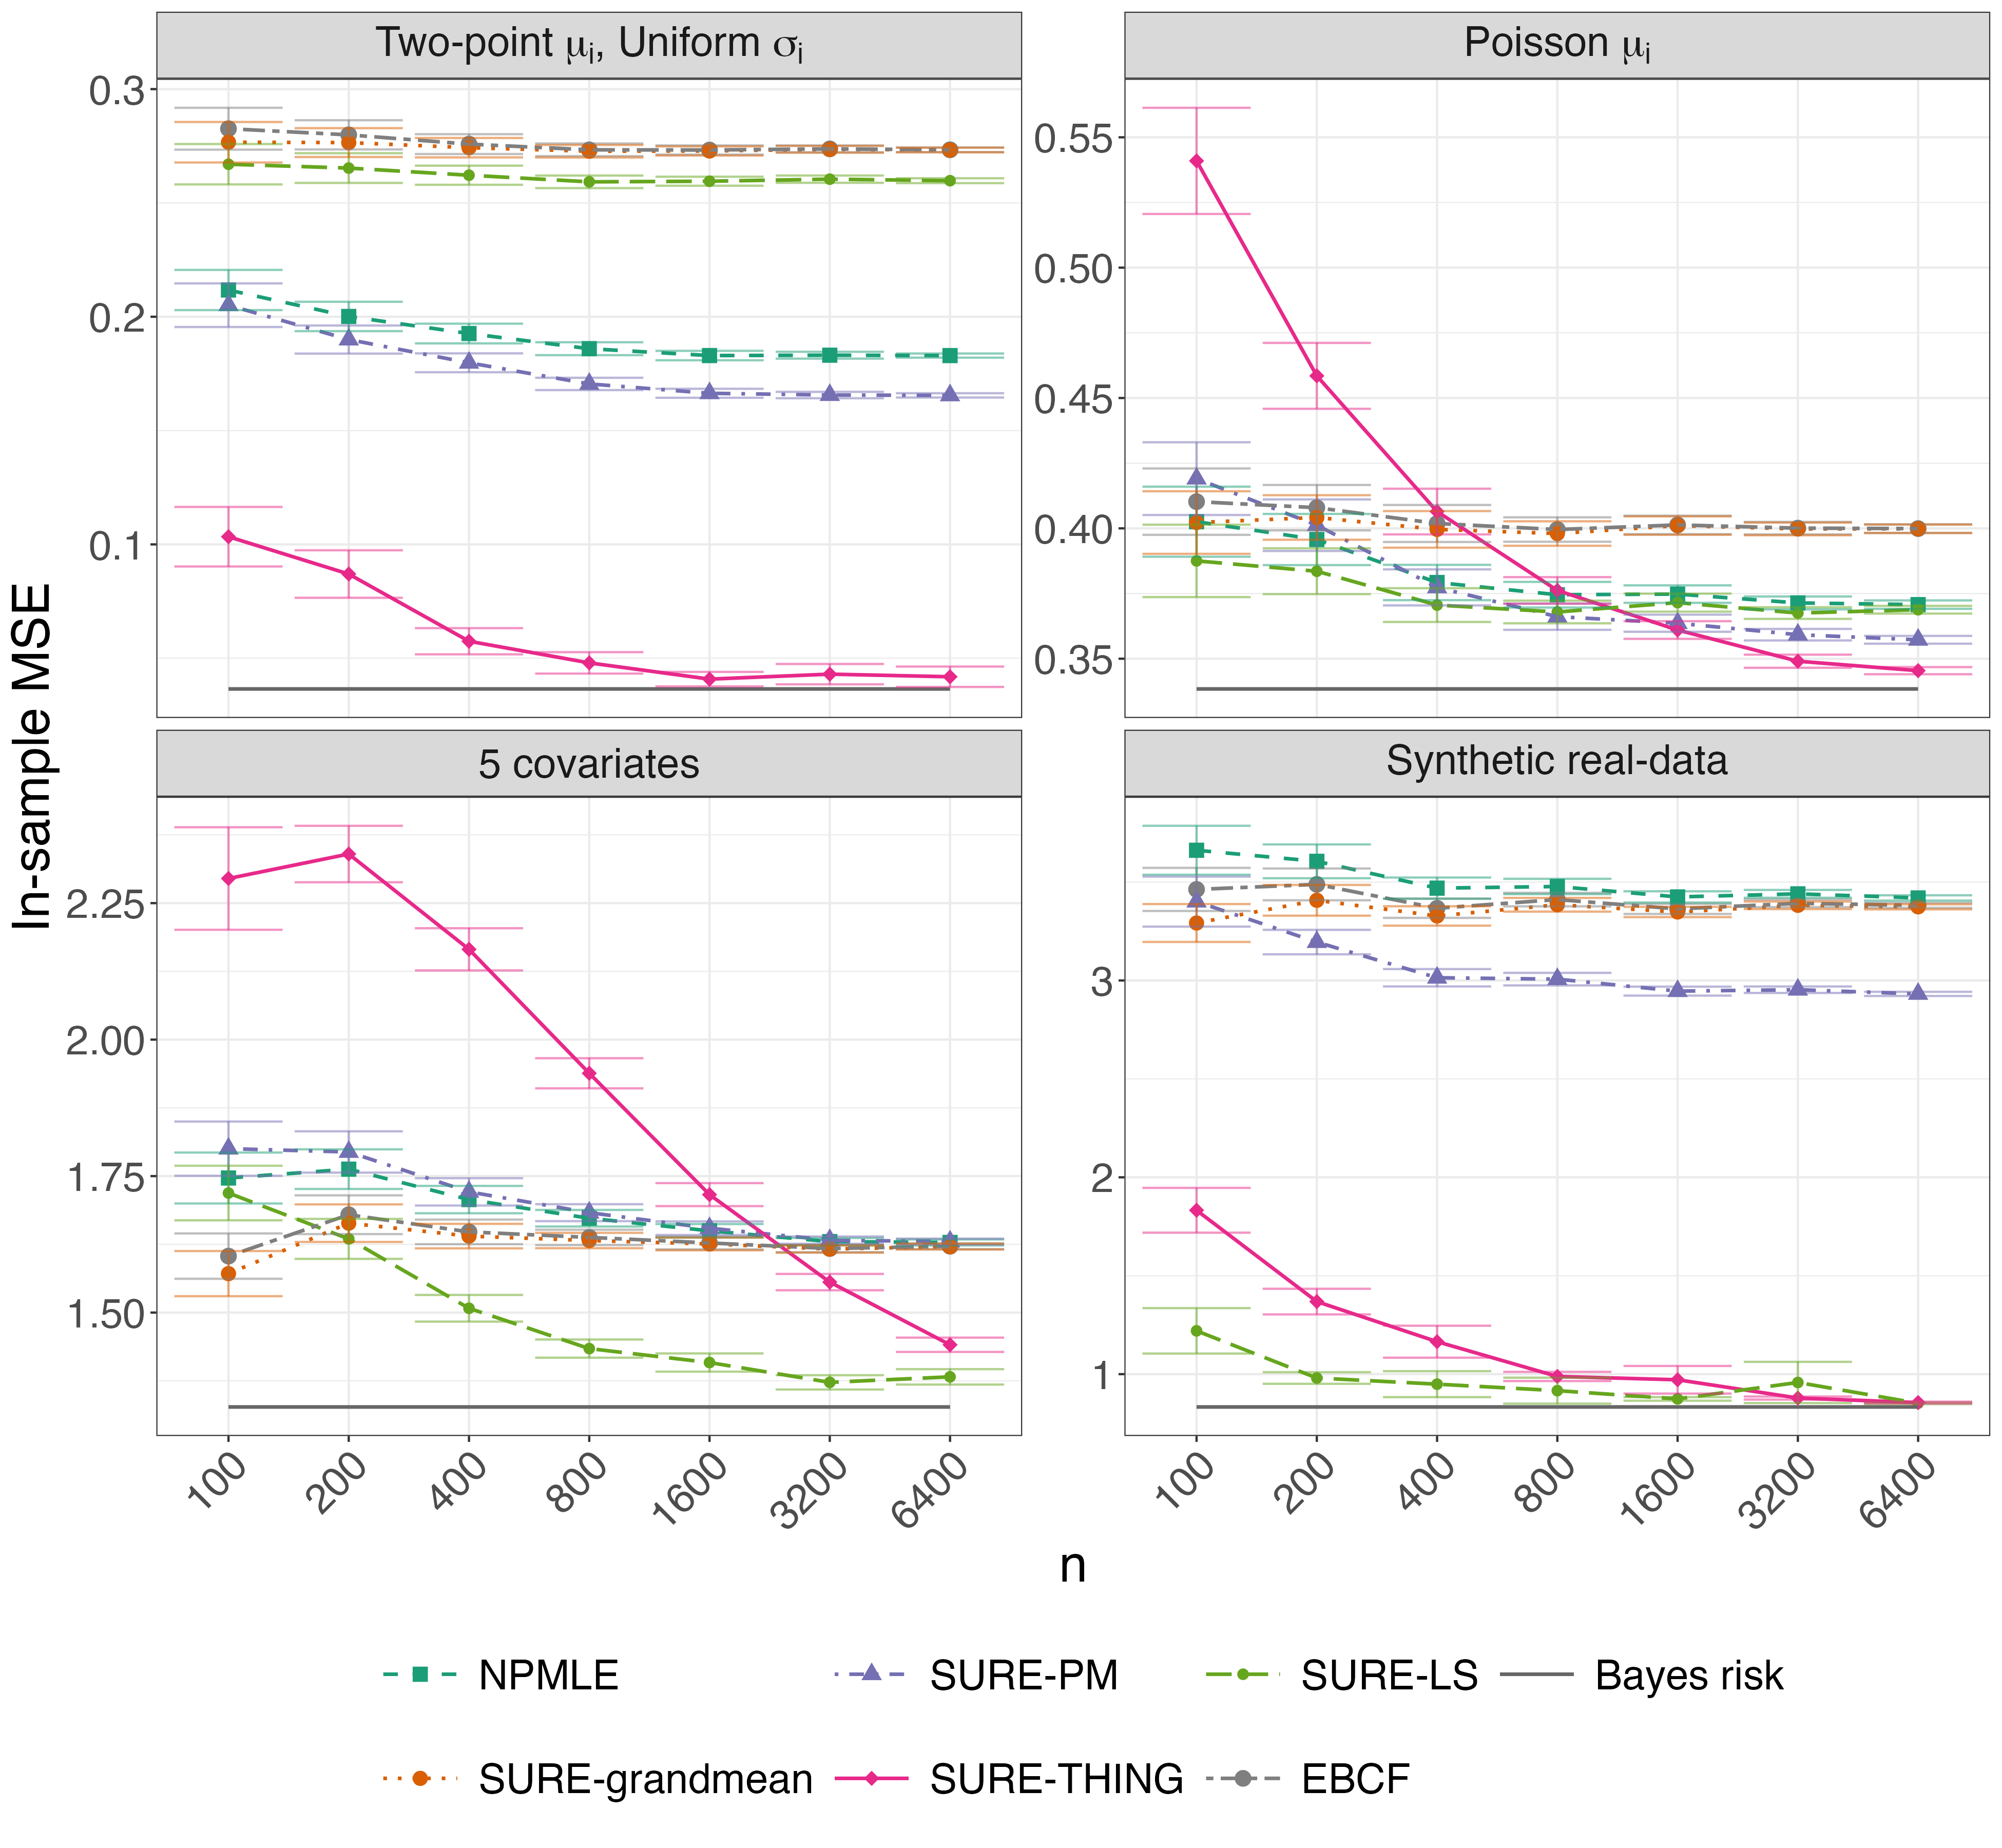 Two-point μi, Uniform σi
Poisson μi
0.3
0.2
0.1
0.55
0.50
0.45
0.40
0.35
In-sample MSE
5 covariates
Synthetic real-data
2.25
2.00
1.75
1.50
3
2
1
100 200 400 800 1600 3200 6400
100 200 400 800 1600 3200 6400
n
NPMLE SURE-PM SURE-LS Bayes risk
SURE-grandmean SURE-THING EBCF